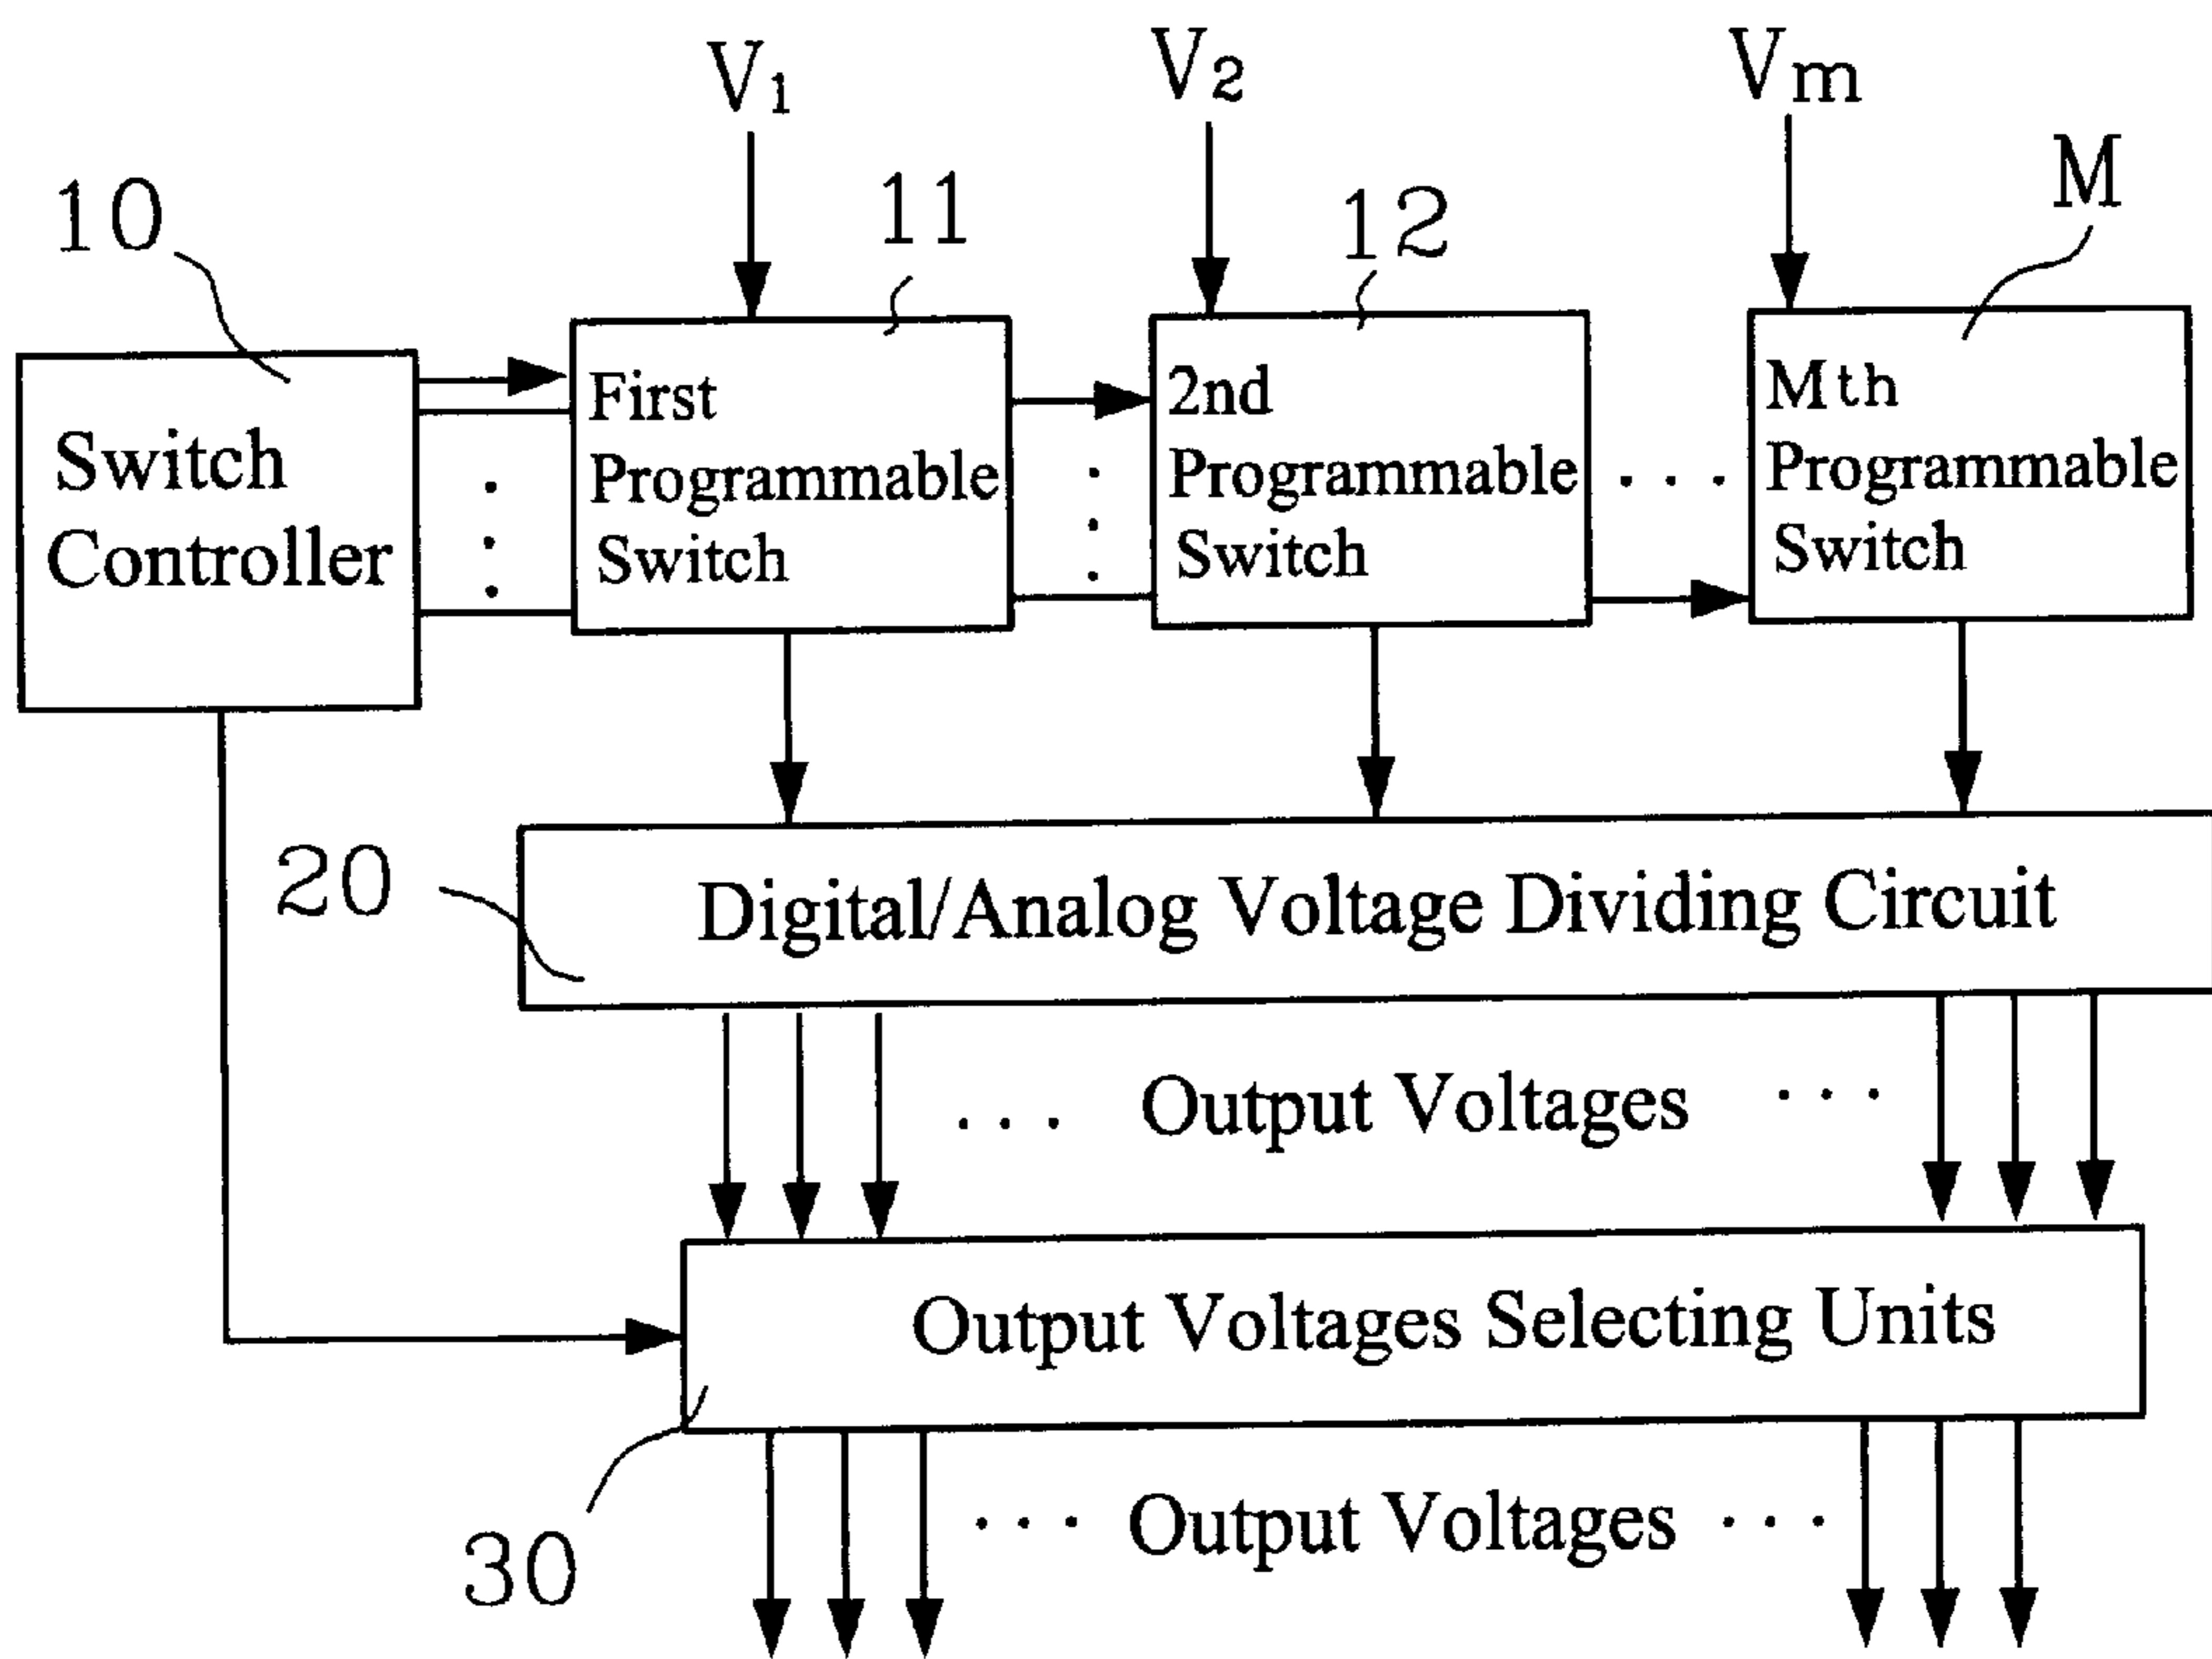 V1
V2
Vm
10
11
12
M
Switch
Controller
First
Programmable
Switch
2nd
Programmable
Switch
. . .
Mth
Programmable
Switch
20
Digital/Analog Voltage Dividing Circuit
. . . Output Voltages . . .
Output Voltages Selecting Units
30
. . . Output Voltages . . .